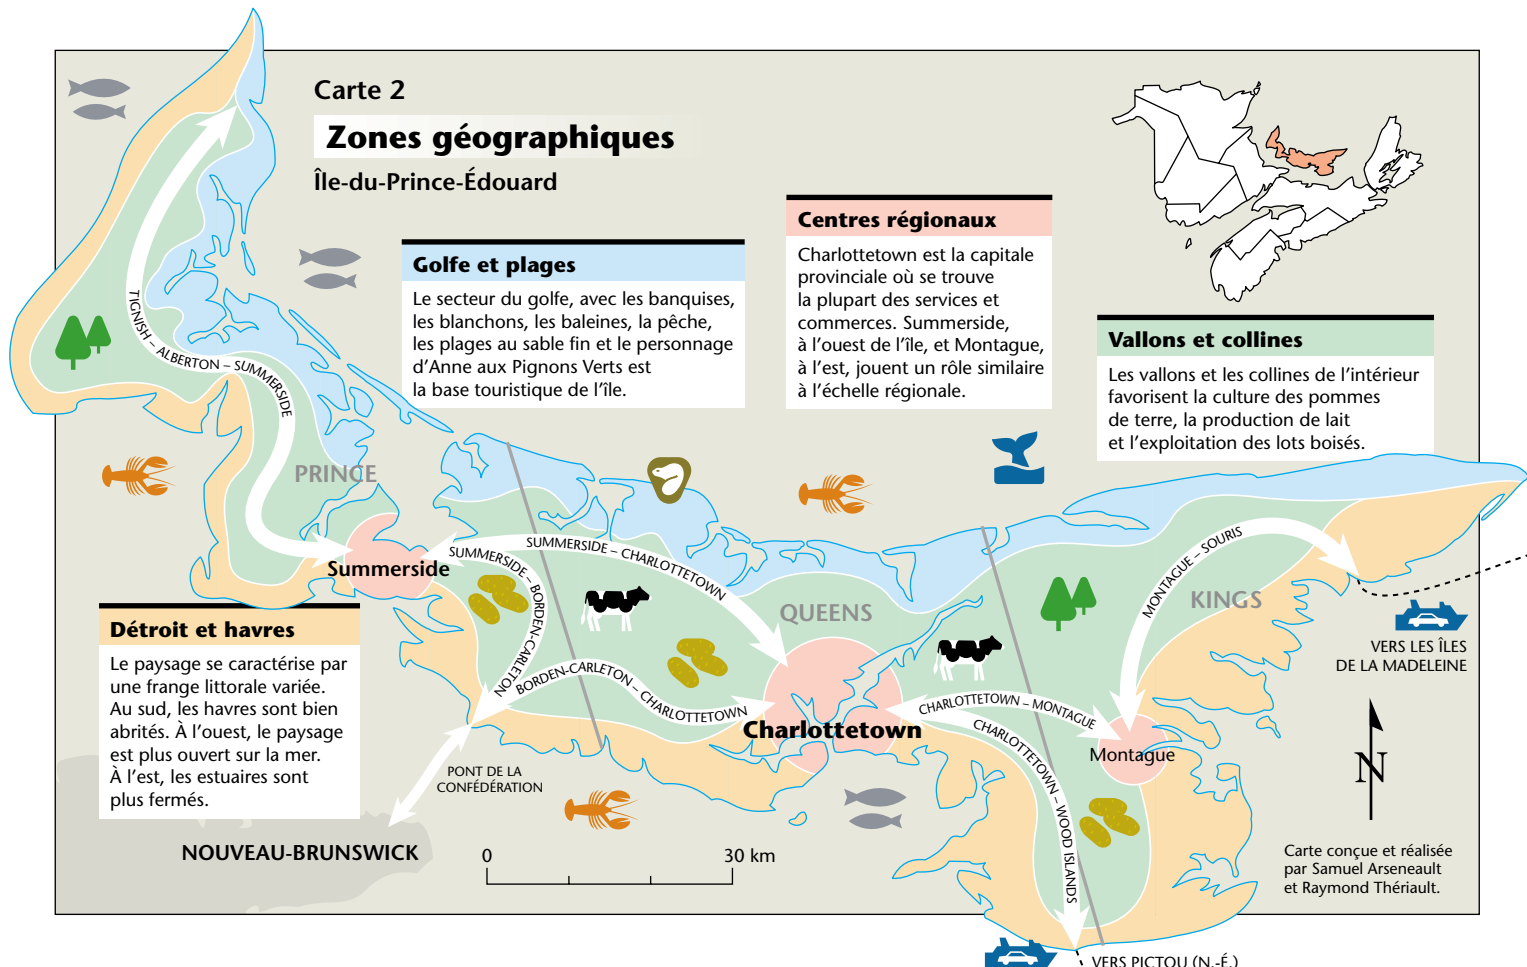 Carte 2
Zones géographiques
Île-du-Prince-Édouard
Golfe et plages
Le secteur du golfe, avec les banquises,
les blanchons, les baleines, la pêche,
les plages au sable fin et le personnage
d'Anne aux Pignons Verts est
la base touristique de l'île.
Centres régionaux
Charlottetown est la capitale
provinciale où se trouve
la plupart des services et
commerces. Summerside,
à l'ouest de l'île, et Montague,
à l'est, jouent un rôle similaire
à l'échelle régionale.
Vallons et collines
Les vallons et les collines de l'intérieur
favorisent la culture des pommes
de terre, la production de lait
et l'exploitation des lots boisés.
TIGNISH – ALBERTON – SUMMERSIDE
PRINCE
Summerside
SUMMERSIDE – CHARLOTTETOWN
SUMMERSIDE – BORDEN-CARLETON
BORDEN-CARLETON – CHARLOTTETOWN
QUEENS
Charlottetown
CHARLOTTETOWN – MONTAGUE
CHARLOTTETOWN – WOOD ISLANDS
MONTAGUE – SOURIS
KINGS
Montague
VERS LES ÎLES
DE LA MADELEINE
Détroit et havres
Le paysage se caractérise par
une frange littorale variée.
Au sud, les havres sont bien
abrités. À l'ouest, le paysage
est plus ouvert sur la mer.
À l'est, les estuaires sont
plus fermés.
PONT DE LA
CONFÉDÉRATION
NOUVEAU-BRUNSWICK
0 30 km
N
Carte conçue et réalisée
par Samuel Arseneault
et Raymond Thériault.
VERS PICTOU (N.-É.)